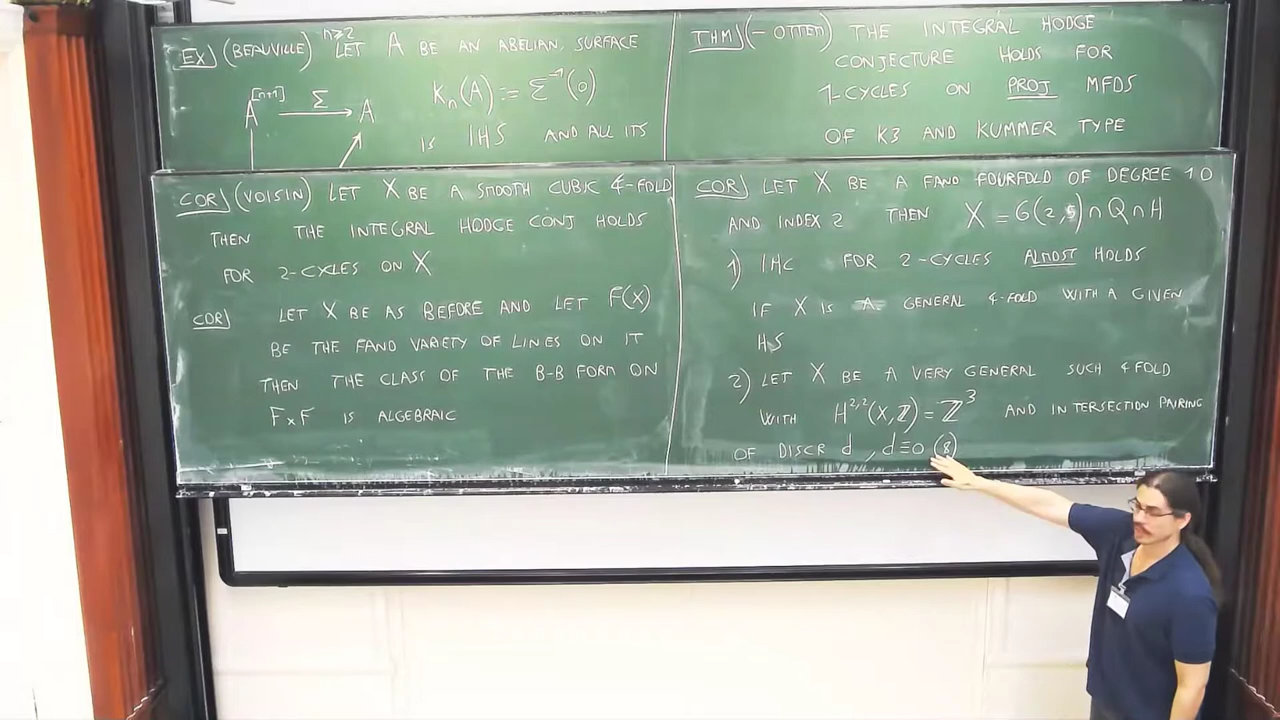 EX) (BEAUVILLE) n≥2 LET A BE AN ABELIAN SURFACE
A^[n+1] —Σ→ A K_n(A) := Σ^-1(0)
IS IHS AND ALL ITS
THM) (- OTTEM) THE INTEGRAL HODGE
CONJECTURE HOLDS FOR
1-CYCLES ON PROJ MFDS
OF K3 AND KUMMER TYPE
COR) (VOISIN) LET X BE A SMOOTH CUBIC 4-FOLD
THEN THE INTEGRAL HODGE CONJ HOLDS
FOR 2-CYCLES ON X
COR) LET X BE AS BEFORE AND LET F(X)
BE THE FANO VARIETY OF LINES ON IT
THEN THE CLASS OF THE B-B FORM ON
F×F IS ALGEBRAIC
COR) LET X BE A FANO FOURFOLD OF DEGREE 10
AND INDEX 2 THEN X = G(2,5)∩Q∩H
1) IHC FOR 2-CYCLES ALMOST HOLDS
IF X IS A GENERAL 4-FOLD WITH A GIVEN
HS
2) LET X BE A VERY GENERAL SUCH 4FOLD
WITH H^2,2(X,ℤ) = ℤ^3 AND INTERSECTION PAIRING
OF DISCR d, d≡0 (8)